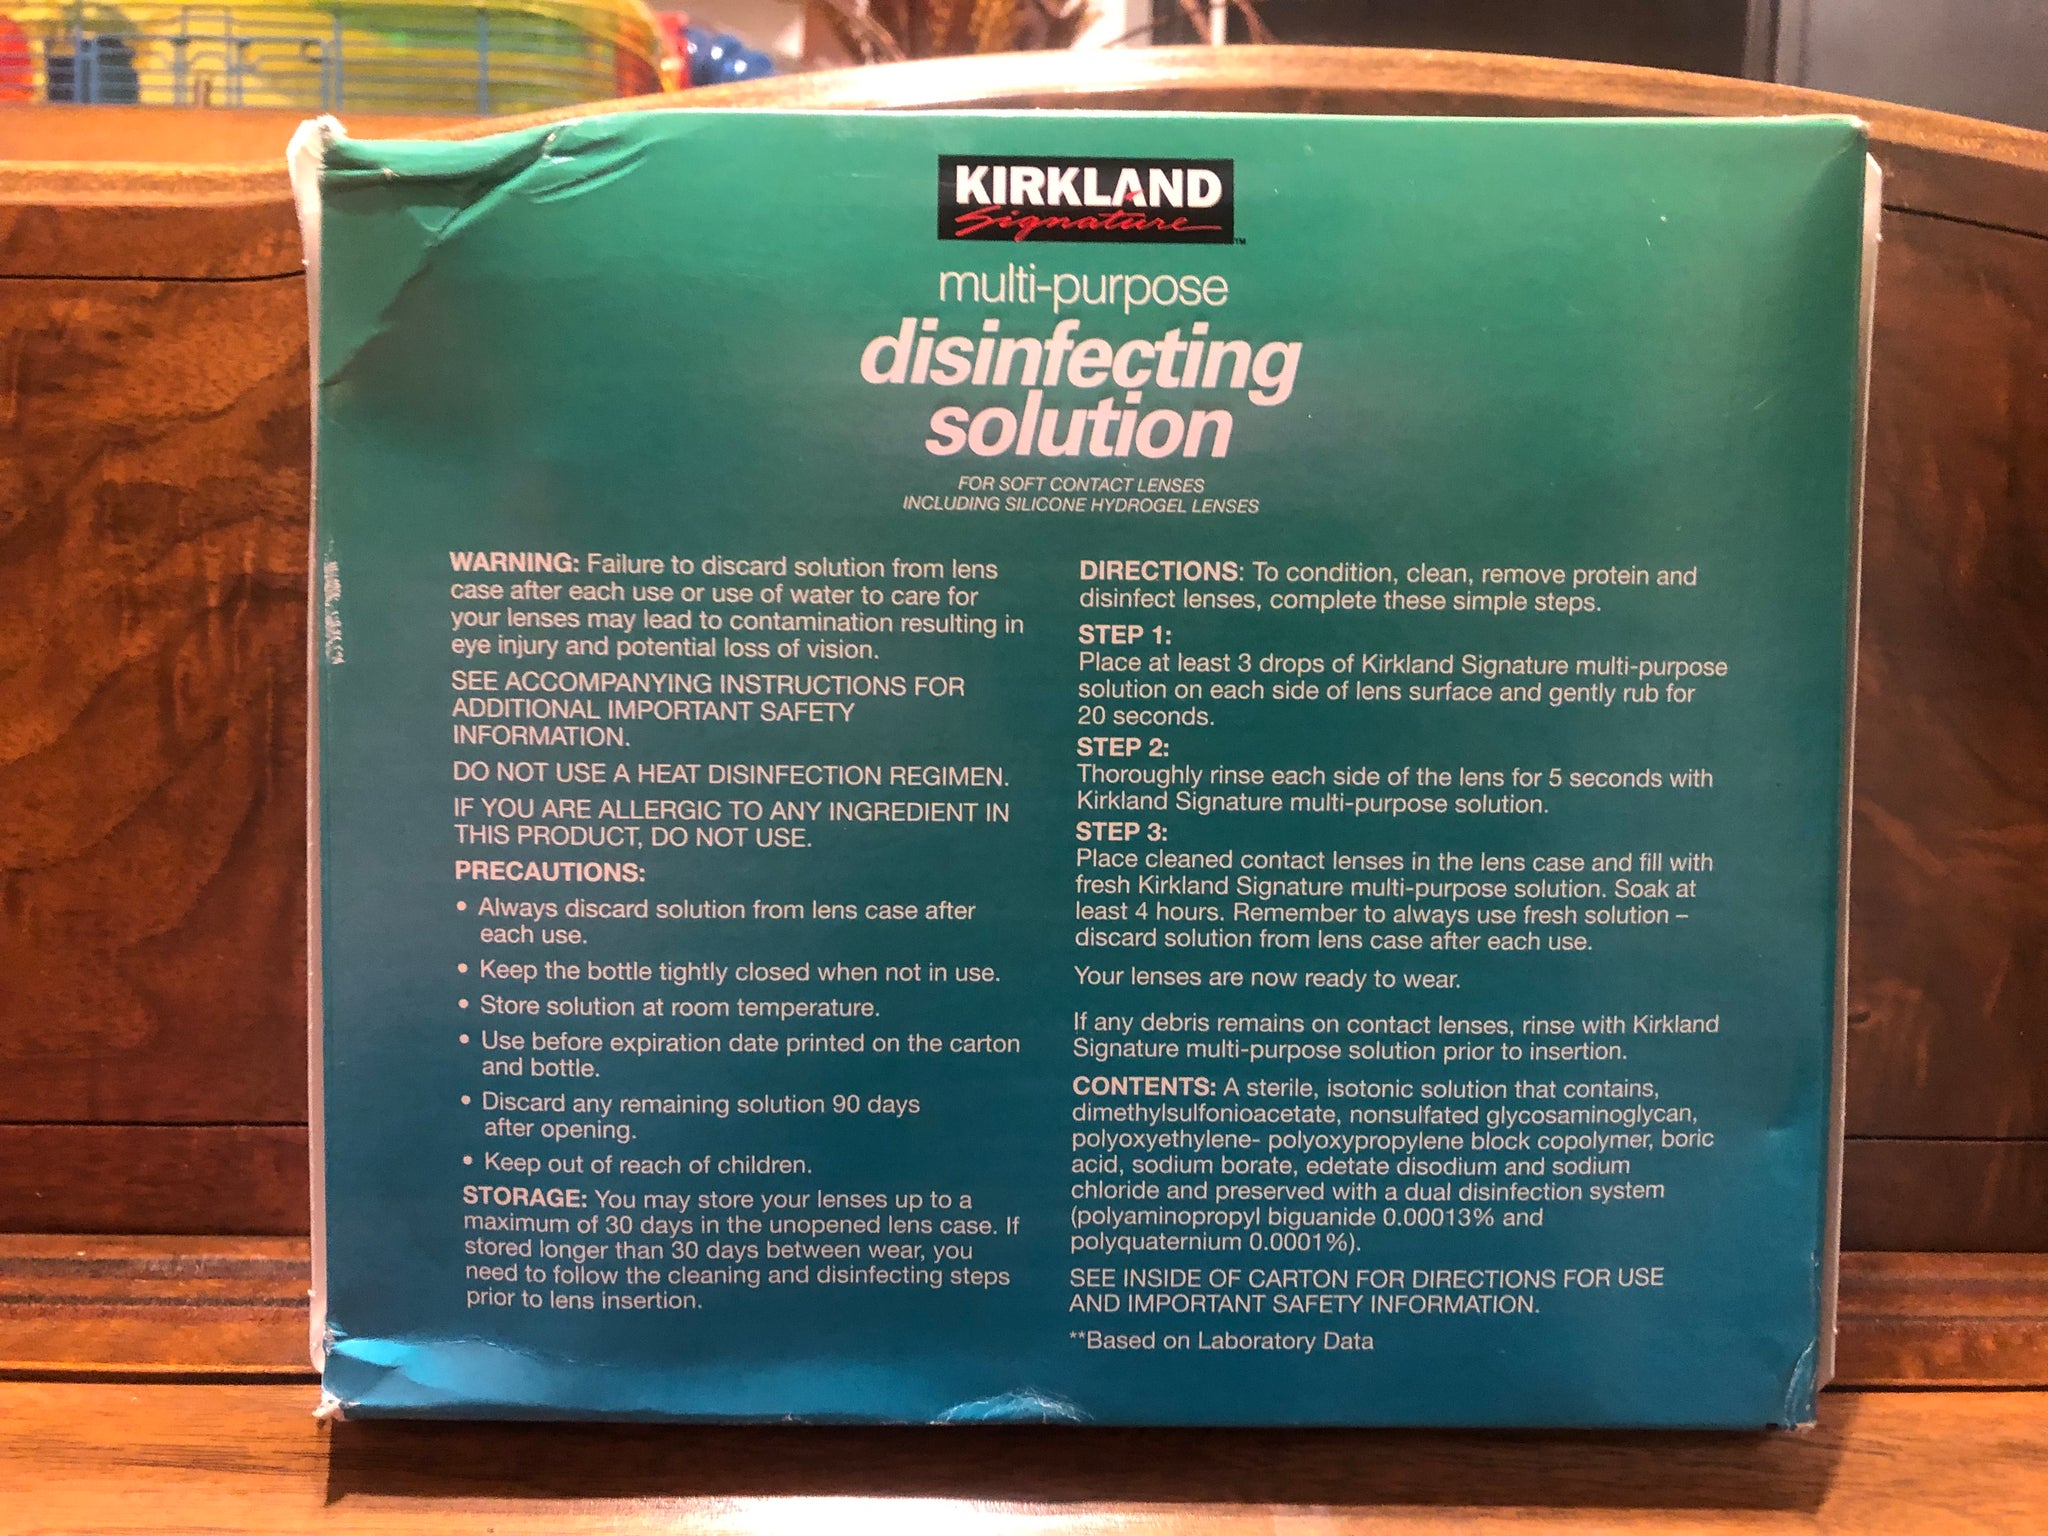 KIRKLAND
Signature
TM
multi-purpose
disinfecting
solution
FOR SOFT CONTACT LENSES
INCLUDING SILICONE HYDROGEL LENSES
WARNING: Failure to discard solution from lens
case after each use or use of water to care for
your lenses may lead to contamination resulting in
eye injury and potential loss of vision.
SEE ACCOMPANYING INSTRUCTIONS FOR
ADDITIONAL IMPORTANT SAFETY
INFORMATION.
DO NOT USE A HEAT DISINFECTION REGIMEN.
IF YOU ARE ALLERGIC TO ANY INGREDIENT IN
THIS PRODUCT, DO NOT USE.
PRECAUTIONS:
• Always discard solution from lens case after
each use.
• Keep the bottle tightly closed when not in use.
• Store solution at room temperature.
• Use before expiration date printed on the carton
and bottle.
• Discard any remaining solution 90 days
after opening.
• Keep out of reach of children.
STORAGE: You may store your lenses up to a
maximum of 30 days in the unopened lens case. If
stored longer than 30 days between wear, you
need to follow the cleaning and disinfecting steps
prior to lens insertion.
DIRECTIONS: To condition, clean, remove protein and
disinfect lenses, complete these simple steps.
STEP 1:
Place at least 3 drops of Kirkland Signature multi-purpose
solution on each side of lens surface and gently rub for
20 seconds.
STEP 2:
Thoroughly rinse each side of the lens for 5 seconds with
Kirkland Signature multi-purpose solution.
STEP 3:
Place cleaned contact lenses in the lens case and fill with
fresh Kirkland Signature multi-purpose solution. Soak at
least 4 hours. Remember to always use fresh solution –
discard solution from lens case after each use.
Your lenses are now ready to wear.
If any debris remains on contact lenses, rinse with Kirkland
Signature multi-purpose solution prior to insertion.
CONTENTS: A sterile, isotonic solution that contains,
dimethylsulfonioacetate, nonsulfated glycosaminoglycan,
polyoxyethylene- polyoxypropylene block copolymer, boric
acid, sodium borate, edetate disodium and sodium
chloride and preserved with a dual disinfection system
(polyaminopropyl biguanide 0.00013% and
polyquaternium 0.0001%).
SEE INSIDE OF CARTON FOR DIRECTIONS FOR USE
AND IMPORTANT SAFETY INFORMATION.
**Based on Laboratory Data